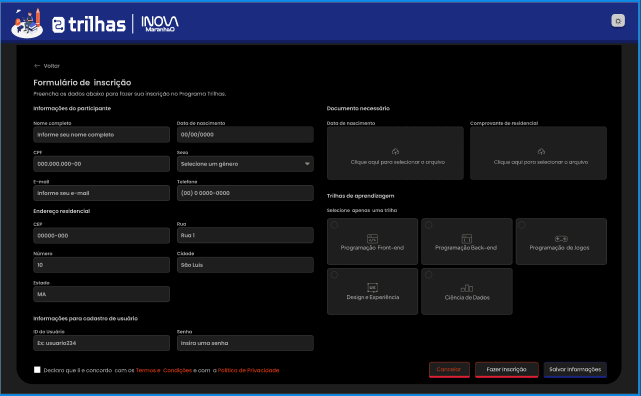 trilhas
INOVA
Maranhão
← Voltar
Formulário de inscrição
Preencha os dados abaixo para fazer sua inscrição no Programa Trilhas.
Informações do participante
Nome completo
Data de nascimento
Informe seu nome completo
00/00/0000
CPF
Sexo
000.000.000-00
Selecione um gênero
E-mail
Telefone
Informe seu e-mail
(00) 0 0000-0000
Endereço residencial
CEP
Rua
00000-000
Rua 1
Número
Cidade
10
São Luís
Estado
MA
Informações para cadastro de usuário
ID do Usuário
Senha
Ex: usuario334
Insira uma senha
Declaro que li e concordo com os Termos e Condições e com a Política de Privacidade
Documento necessário
Data de nascimento
Comprovante de residencial
Clique aqui para selecionar o arquivo
Clique aqui para selecionar o arquivo
Trilhas de aprendizagem
Selecione apenas uma trilha
Programação Front-end
Programação Back-end
Programação de Jogos
Design e Experiência
Ciência de Dados
Cancelar
Fazer Inscrição
Salvar Informações